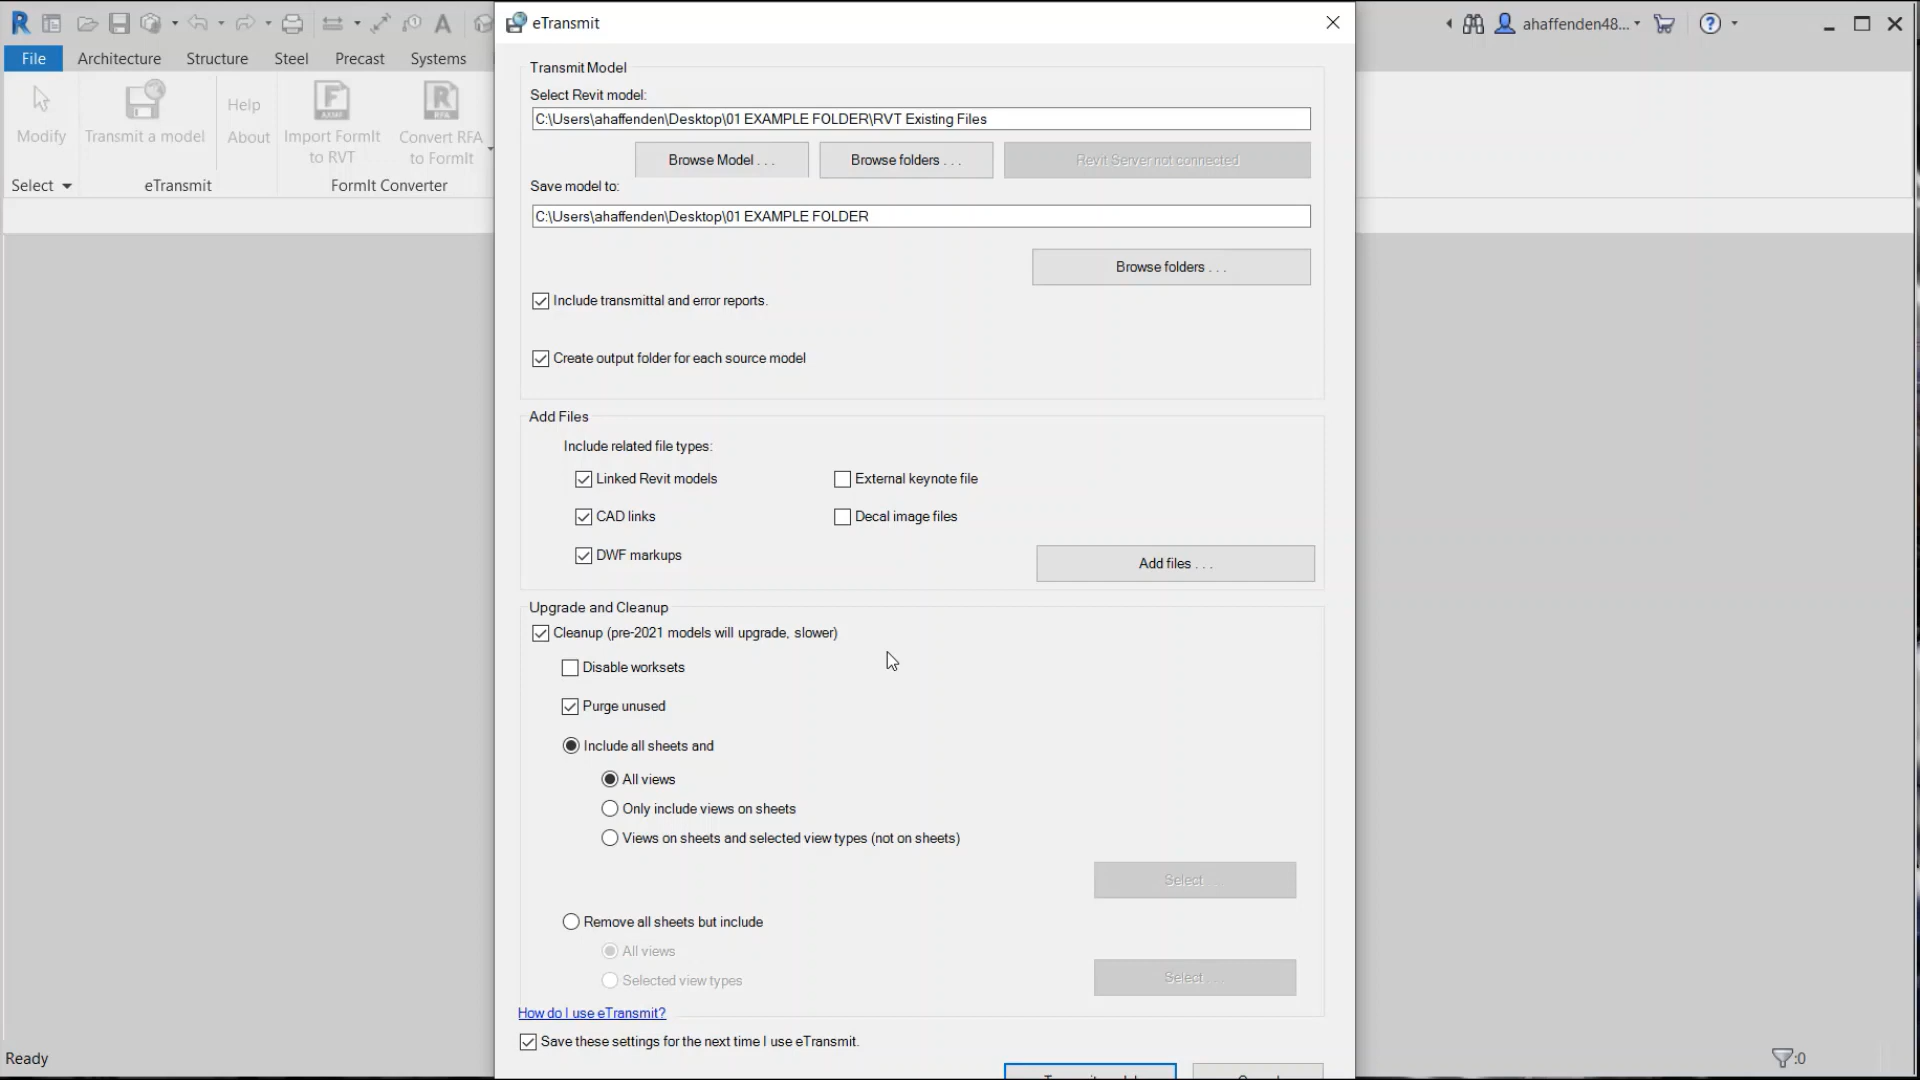 eTransmit
ahaffenden48...
File
Architecture
Structure
Steel
Precast
Systems
Modify
Transmit a model
Help
About
Import FormIt
to RVT
Convert RFA
to FormIt
Select
eTransmit
FormIt Converter
Transmit Model
Select Revit model:
C:\Users\ahaffenden\Desktop\01 EXAMPLE FOLDER\RVT Existing Files
Browse Model . . .
Browse folders . . .
Revit Server not connected
Save model to:
C:\Users\ahaffenden\Desktop\01 EXAMPLE FOLDER
Browse folders . . .
Include transmittal and error reports.
Create output folder for each source model
Add Files
Include related file types:
Linked Revit models
External keynote file
CAD links
Decal image files
DWF markups
Add files . . .
Upgrade and Cleanup
Cleanup (pre-2021 models will upgrade, slower)
Disable worksets
Purge unused
Include all sheets and
All views
Only include views on sheets
Views on sheets and selected view types (not on sheets)
Select . . .
Remove all sheets but include
All views
Selected view types
Select . . .
How do I use eTransmit?
Save these settings for the next time I use eTransmit.
Ready
:0